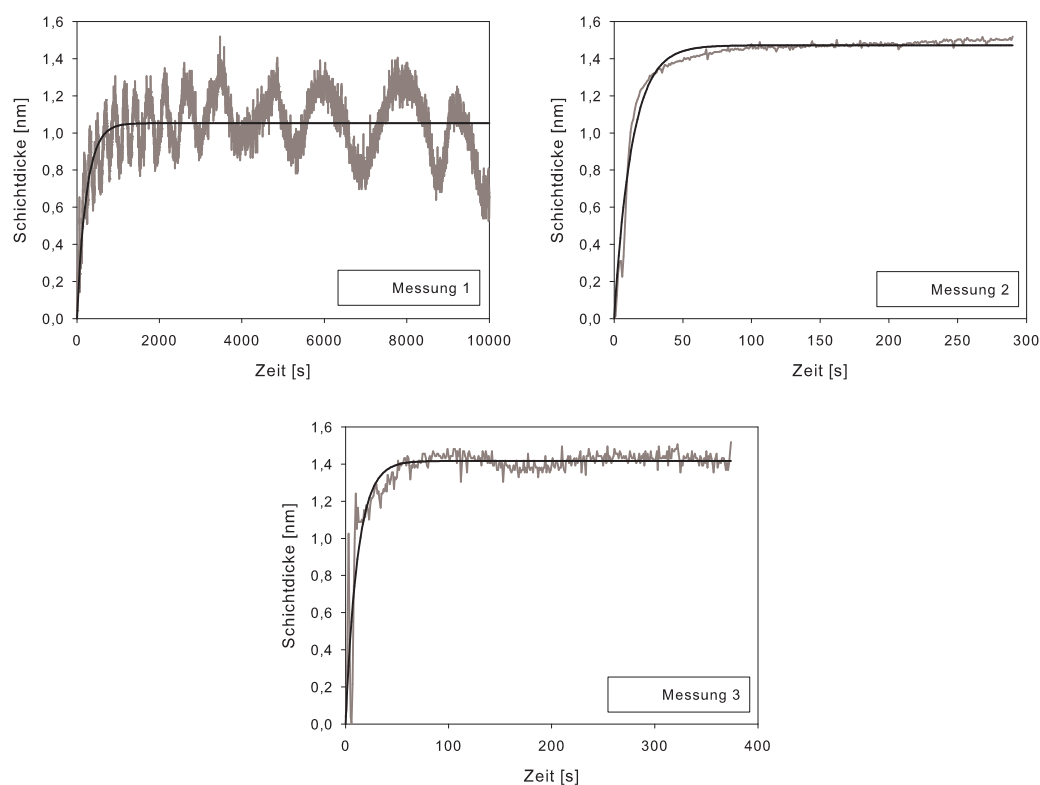 1,6
1,4
1,2
1,0
0,8
0,6
0,4
0,2
0,0
Schichtdicke [nm]
Messung 1
0 2000 4000 6000 8000 10000
Zeit [s]
1,6
1,4
1,2
1,0
0,8
0,6
0,4
0,2
0,0
Schichtdicke [nm]
Messung 2
0 50 100 150 200 250 300
Zeit [s]
1,6
1,4
1,2
1,0
0,8
0,6
0,4
0,2
0,0
Schichtdicke [nm]
Messung 3
0 100 200 300 400
Zeit [s]